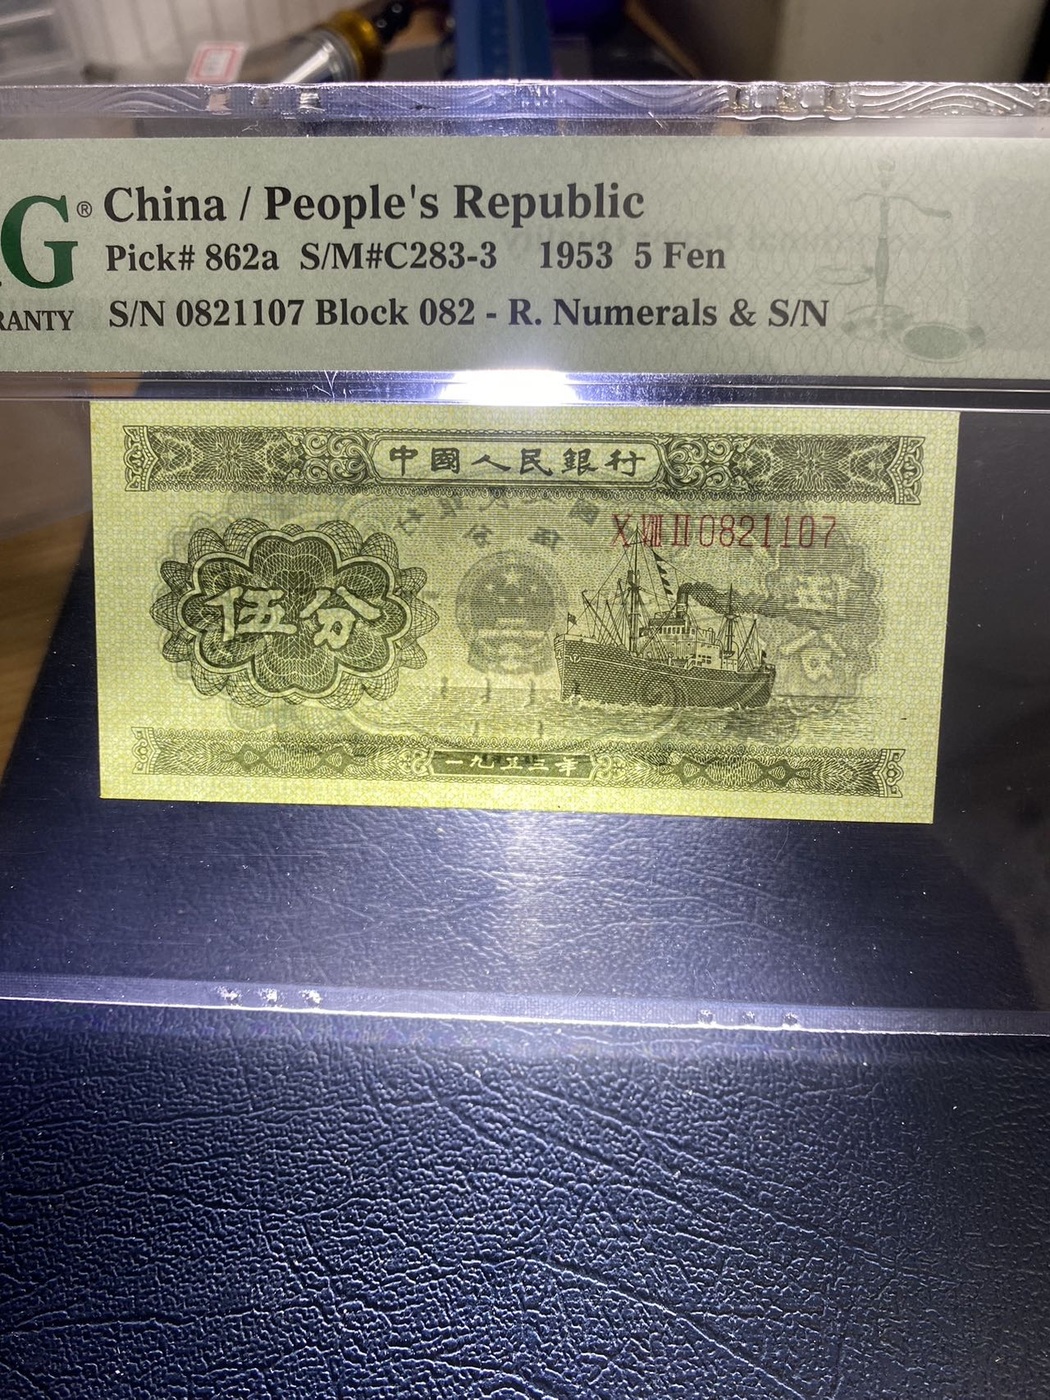 G® China / People's Republic
Pick# 862a S/M#C283-3 1953 5 Fen
RANTY S/N 0821107 Block 082 - R. Numerals & S/N
中國人民銀行
X VIII II 0821107
伍分
一九五三年